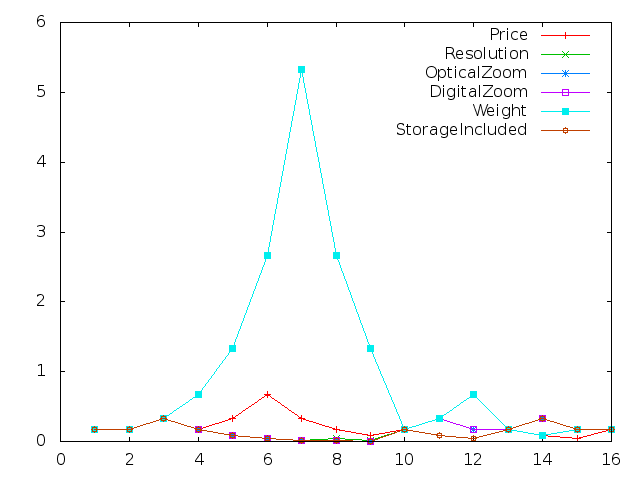 6
Price
Resolution
OpticalZoom
5
DigitalZoom
Weight
StorageIncluded
4
3
2
1
0
0 2 4 6 8 10 12 14 16